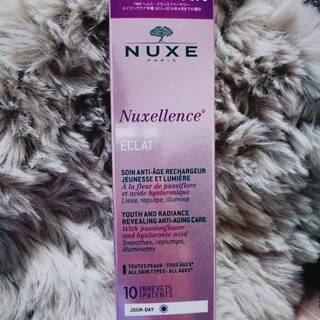 NUXE
PARIS
Nuxellence®
ÉCLAT
SOIN ANTI-ÂGE RECHARGEUR
JEUNESSE ET LUMIÈRE
À la fleur de passiflore
et acide hyaluronique
Lisse, repulpe, illumine
YOUTH AND RADIANCE
REVEALING ANTI-AGING CARE
With passionflower
and hyaluronic acid
Smoothes, replumps,
illuminates
TOUTES PEAUX - TOUS ÂGES
ALL SKIN TYPES - ALL AGES
10 BREVETS
PATENTS
JOUR-DAY